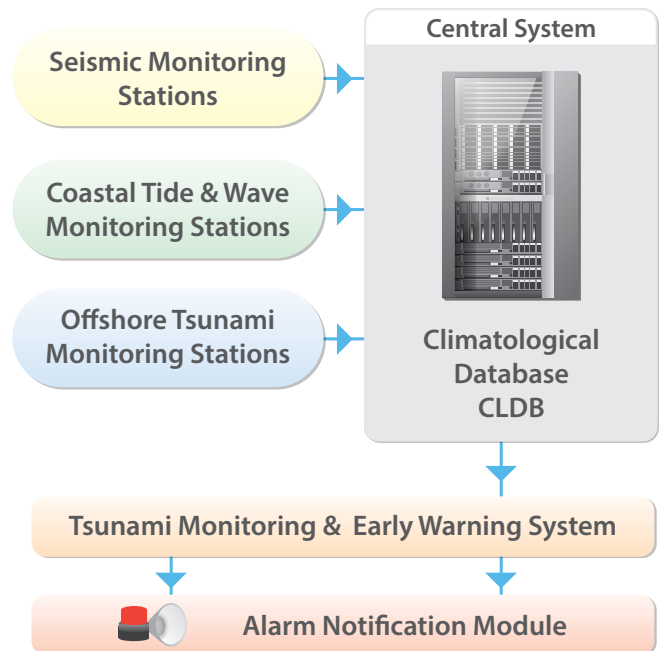 Seismic Monitoring
Stations
Coastal Tide & Wave
Monitoring Stations
Offshore Tsunami
Monitoring Stations
Central System
Climatological
Database
CLDB
Tsunami Monitoring & Early Warning System
Alarm Notification Module